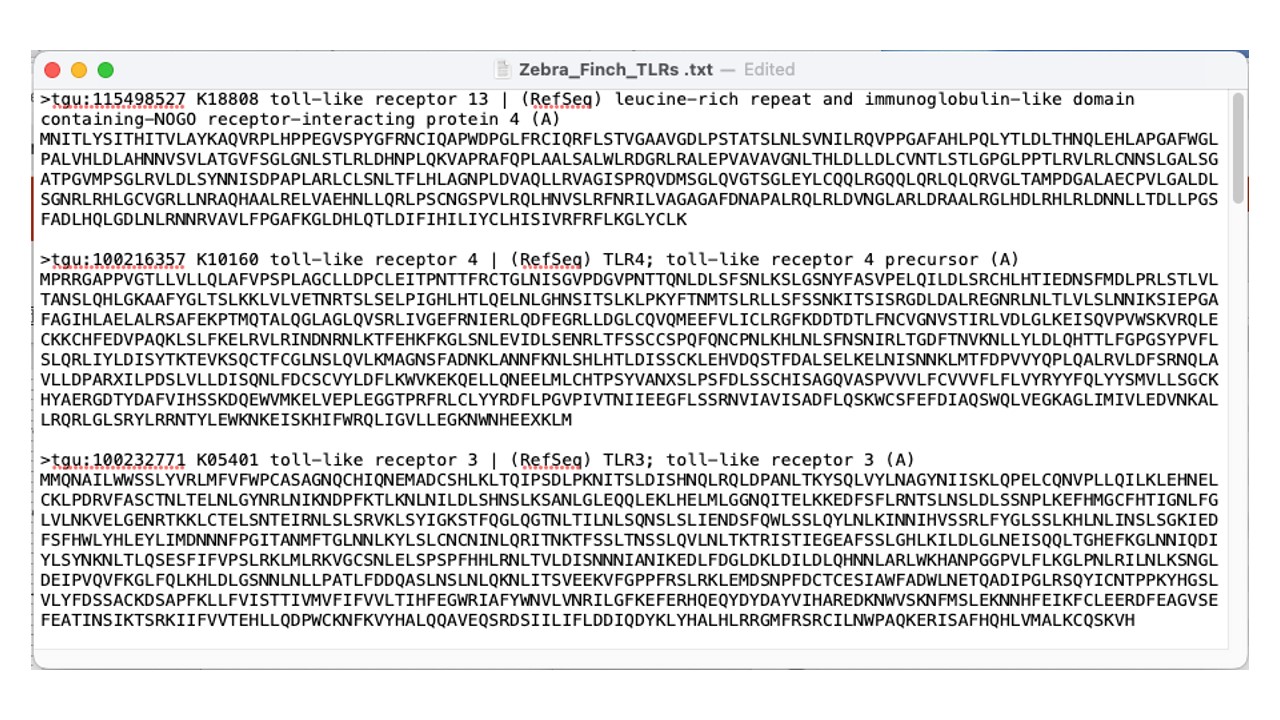 Zebra_Finch_TLRs .txt — Edited
>tgu:115498527 K18808 toll-like receptor 13 | (RefSeq) leucine-rich repeat and immunoglobulin-like domain
containing-NOGO receptor-interacting protein 4 (A)
MNITLYSITHITVLAYKAQVRPLHPPEGVSPYGFRNCIQAPWDPGLFRCIQRFLSTVGAAVGDLPSTATSLNLSVNILRQVPPGAFAHLPQLYTLDLTHNQLEHLAPGAFWGL
PALVHLDLAHNNVSVLATGVFSGLGNLSTLRLDHNPLQKVAPRAFQPLAALSALWLRDGRLRALEPVAVAVGNLTHLDLLDLCVNTLSTLGPGLPPTLRVLRLCNNSLGALSG
ATPGVMPSGLRVLDLSYNNISDPAPLARLCLSNLTFLHLAGNPLDVAQLLRVAGISPRQVDMSGLQVGTSGLEYLCQQLRGQQLQRLQLQRVGLTAMPDGALAECPVLGALDL
SGNRLRHLGCVGRLLNRAQHAALRELVAEHNLLQRLPSCNGSPVLRQLHNVSLRFNRILVAGAGAFDNAPALRQLRLDVNGLARLDRAALRGLHDLRHLRLDNNLLTDLLPGS
FADLHQLGDLNLRNNRVAVLFPGAFKGLDHLQTLDIFIHILIYCLHISIVRFRFLKGLYCLK
>tgu:100216357 K10160 toll-like receptor 4 | (RefSeq) TLR4; toll-like receptor 4 precursor (A)
MPRRGAPPVGTLLVLLQLAFVPSPLAGCLLDPCLEITPNTTFRCTGLNISGVPDGVPNTTQNLDLSFSNLKSLGSNYFASVPELQILDLSRCHLHTIEDNSFMDLPRLSTLVL
TANSLQHLGKAAFYGLTSLKKLVLVETNRTSLSELPIGHLHTLQELNLGHNSITSLKLPKYFTNMTSLRLLSFSSNKITSISRGDLDALREGNRLNLTLVLSLNNIKSIEPGA
FAGIHLAELALRSAFEKPTMQTALQGLAGLQVSRLIVGEFRNIERLQDFEGRLLDGLCQVQMEEFVLICLRGFKDDTDTLFNCVGNVSTIRLVDLGLKEISQVPVWSKVRQLE
CKKCHFEDVPAQKLSLFKELRVLRINDNRNLKTFEHKFKGLSNLEVIDLSENRLTFSSCCSPQFQNCPNLKHLNLSFNSNIRLTGDFTNVKNLLYLDLQHTTLFGPGSYPVFL
SLQRLIYLDISYTKTEVKSQCTFCGLNSLQVLKMAGNSFADNKLANNFKNLSHLHTLDISSCKLEHVDQSTFDALSELKELNISNNKLMTFDPVVYQPLQALRVLDFSRNQLA
VLLDPARXILPDSLVLLDISQNLFDCSCVYLDFLKWVKEKQELLQNEELMLCHTPSYVANXSLPSFDLSSCHISAGQVASPVVVLFCVVVFLFLVYRYYFQLYYSMVLLSGCK
HYAERGDTYDAFVIHSSKDQEWVMKELVEPLEGGTPRFRLCLYYRDFLPGVPIVTNIIEEGFLSSRNVIAVISADFLQSKWCSFEFDIAQSWQLVEGKAGLIMIVLEDVNKAL
LRQRLGLSRYLRRNTYLEWKNKEISKHIFWRQLIGVLLEGKNWNHEEXKLM
>tgu:100232771 K05401 toll-like receptor 3 | (RefSeq) TLR3; toll-like receptor 3 (A)
MMQNAILWWSSLYVRLMFVFWPCASAGNQCHIQNEMADCSHLKLTQIPSDLPKNITSLDISHNQLRQLDPANLTKYSQLVYLNAGYNIISKLQPELCQNVPLLQILKLEHNEL
CKLPDRVFASCTNLTELNLGYNRLNIKNDPFKTLKNLNILDLSHNSLKSANLGLEQQLEKLHELMLGGNQITELKKEDFSFLRNTSLNSLDLSSNPLKEFHMGCFHTIGNLFG
LVLNKVELGENRTKKLCTELSNTEIRNLSLSRVKLSYIGKSTFQGLQGTNLTILNLSQNSLSLIENDSFQWLSSLQYLNLKINNIHVSSRLFYGLSSLKHLNLINSLSGKIED
FSFHWLYHLEYLIMDNNNFPGITANMFTGLNNLKYLSLCNCNINLQRITNKTFSSLTNSSLQVLNLTKTRISTIEGEAFSSLGHLKILDLGLNEISQQLTGHEFKGLNNIQDI
YLSYNKNLTLQSESFIFVPSLRKLMLRKVGCSNLELSPSPFHHLRNLTVLDISNNNIANIKEDLFDGLDKLDILDLQHNNLARLWKHANPGGPVLFLKGLPNLRILNLKSNGL
DEIPVQVFKGLFQLKHLDLGSNNLNLLPATLFDDQASLNSLNLQKNLITSVEEKVFGPPFRSLRKLEMDSNPFDCTCESIAWFADWLNETQADIPGLRSQYICNTPPKYHGSL
VLYFDSSACKDSAPFKLLFVISTTIVMVFIFVVLTIHFEGWRIAFYWNVLVNRILGFKEFERHQEQYDYDAYVIHAREDKNWVSKNFMSLEKNNHFEIKFCLEERDFEAGVSE
FEATINSIKTSRKIIFVVTEHLLQDPWCKNFKVYHALQQAVEQSRDSIILIFLDDIQDYKLYHALHLRRGMFRSRCILNWPAQKERISAFHQHLVMALKCQSKVH